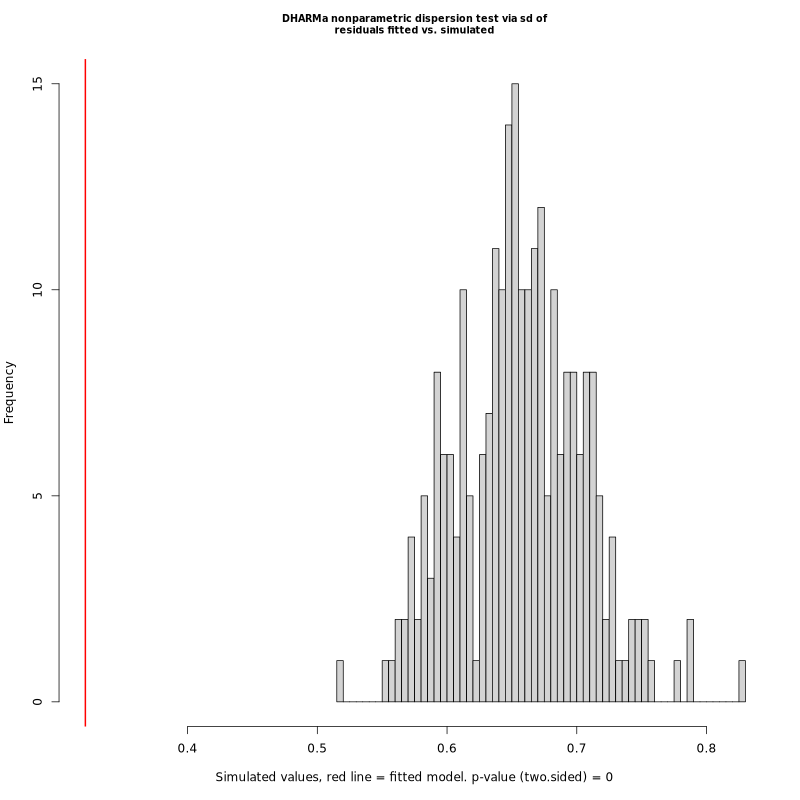 DHARMa nonparametric dispersion test via sd of
residuals fitted vs. simulated
Frequency
15
10
5
0
0.4 0.5 0.6 0.7 0.8
Simulated values, red line = fitted model. p-value (two.sided) = 0